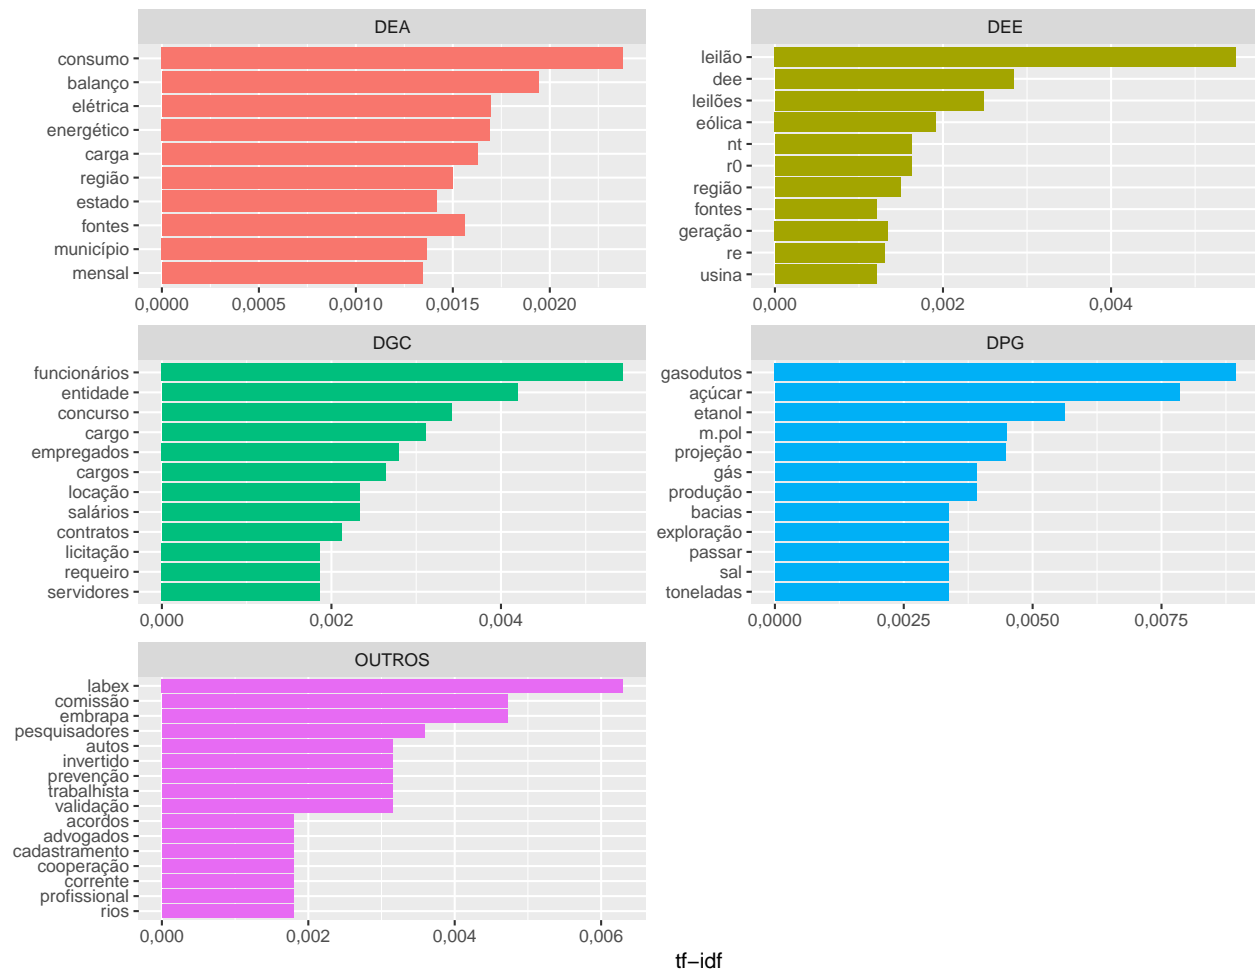 DEA
consumo
balanço
elétrica
energético
carga
região
estado
fontes
município
mensal
0,0000 0,0005 0,0010 0,0015 0,0020
DEE
leilão
dee
leilões
eólica
nt
r0
região
fontes
geração
re
usina
0,000 0,002 0,004
DGC
funcionários
entidade
concurso
cargo
empregados
cargos
locação
salários
contratos
licitação
requeiro
servidores
0,000 0,002 0,004
DPG
gasodutos
açúcar
etanol
m.pol
projeção
gás
produção
bacias
exploração
passar
sal
toneladas
0,0000 0,0025 0,0050 0,0075
OUTROS
labex
comissão
embrapa
pesquisadores
autos
invertido
prevenção
trabalhista
validação
acordos
advogados
cadastramento
cooperação
corrente
profissional
rios
0,000 0,002 0,004 0,006
tf−idf